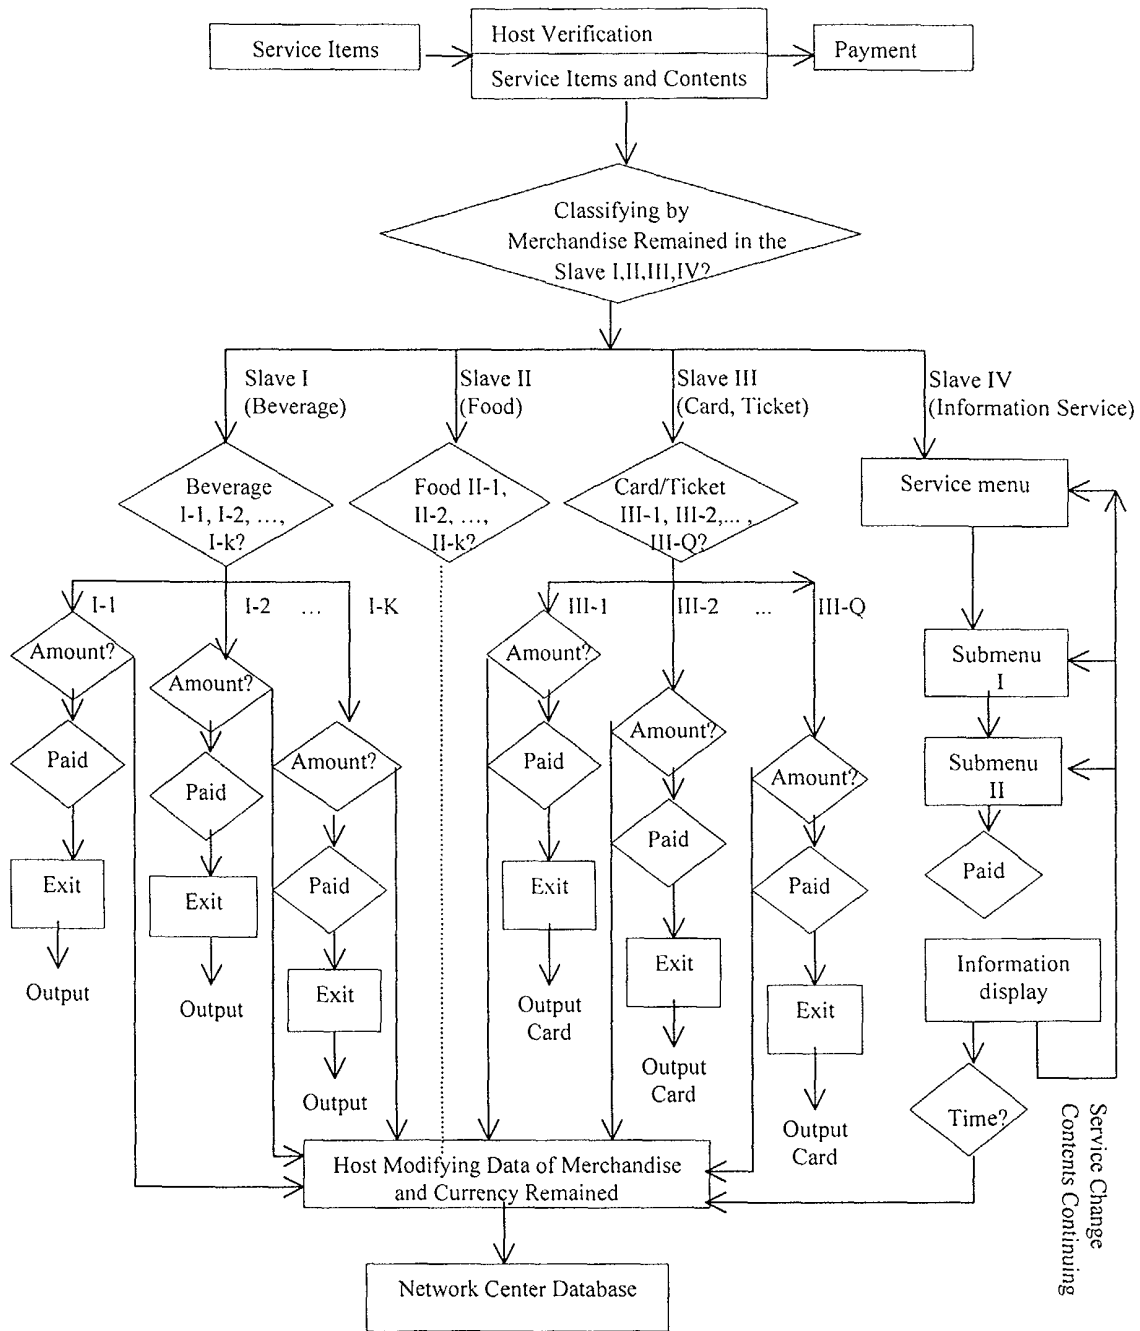 Service Items
Host Verification
Service Items and Contents
Payment
Classifying by
Merchandise Remained in the
Slave I,II,III,IV?
Slave I
(Beverage)
Slave II
(Food)
Slave III
(Card, Ticket)
Slave IV
(Information Service)
Beverage
I-1, I-2, ...,
I-k?
Food II-1,
II-2, ...,
II-k?
Card/Ticket
III-1, III-2,... ,
III-Q?
Service menu
I-1
I-2
...
I-K
III-1
III-2
...
III-Q
Amount?
Paid
Exit
Output
Amount?
Paid
Exit
Output
Amount?
Paid
Exit
Output
Amount?
Paid
Exit
Output
Card
Amount?
Paid
Exit
Output
Card
Amount?
Paid
Exit
Output
Card
Submenu
I
Submenu
II
Paid
Information
display
Time?
Service Change
Contents Continuing
Host Modifying Data of Merchandise
and Currency Remained
Network Center Database